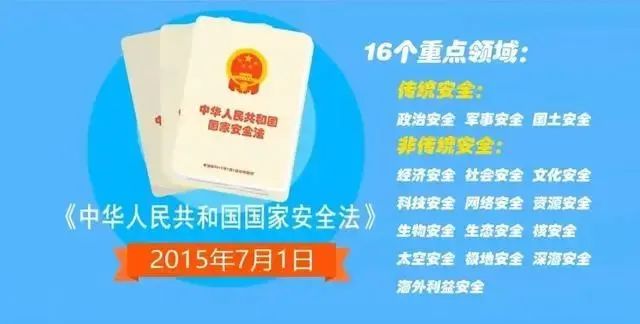 中华人民共和国
国家安全法
《中华人民共和国国家安全法》
2015年7月1日
16个重点领域：
传统安全：
政治安全 军事安全 国土安全
非传统安全：
经济安全 社会安全 文化安全
科技安全 网络安全 资源安全
生物安全 生态安全 核安全
太空安全 极地安全 深海安全
海外利益安全